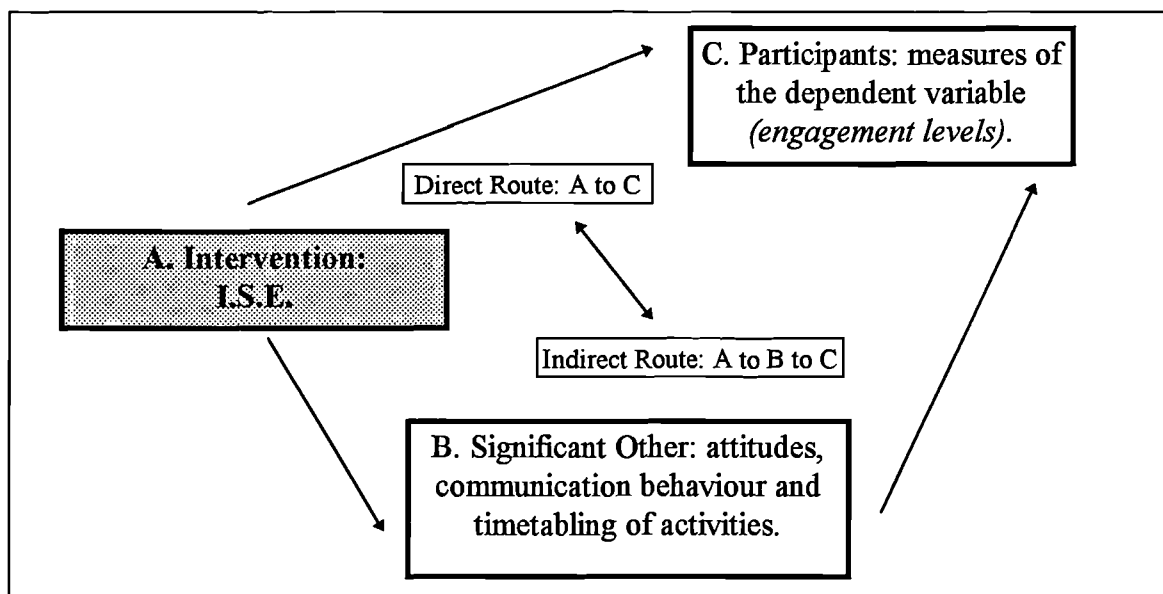 C. Participants: measures of
the dependent variable
(engagement levels).
Direct Route: A to C
A. Intervention:
I.S.E.
Indirect Route: A to B to C
B. Significant Other: attitudes,
communication behaviour and
timetabling of activities.